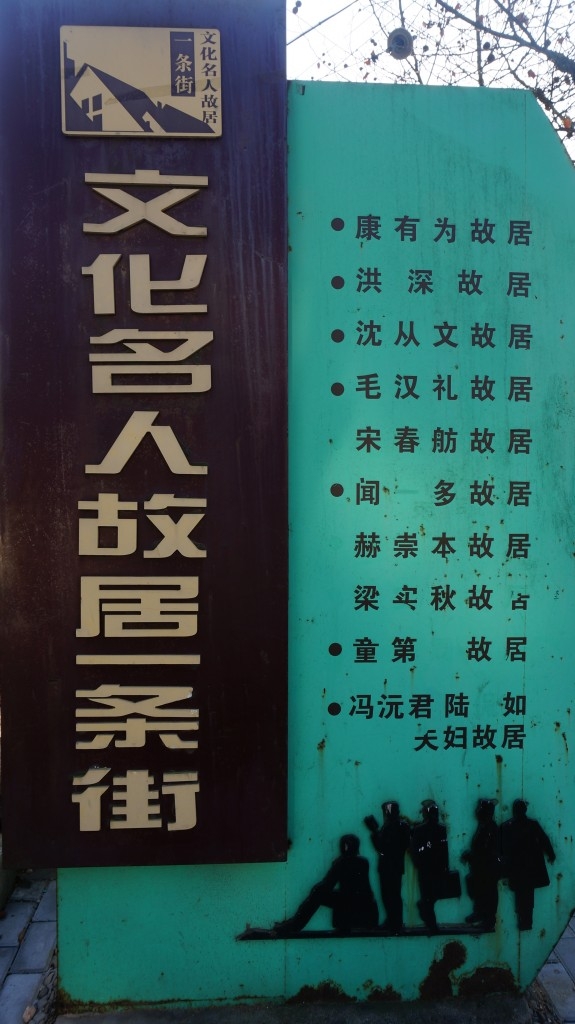 文化名人故居
一条街
文化名人故居一条街
●康有为故居
●洪深故居
●沈从文故居
●毛汉礼故居
宋春舫故居
●闻一多故居
赫崇本故居
梁实秋故
●童第 故居
●冯沅君陆 如
夫妇故居